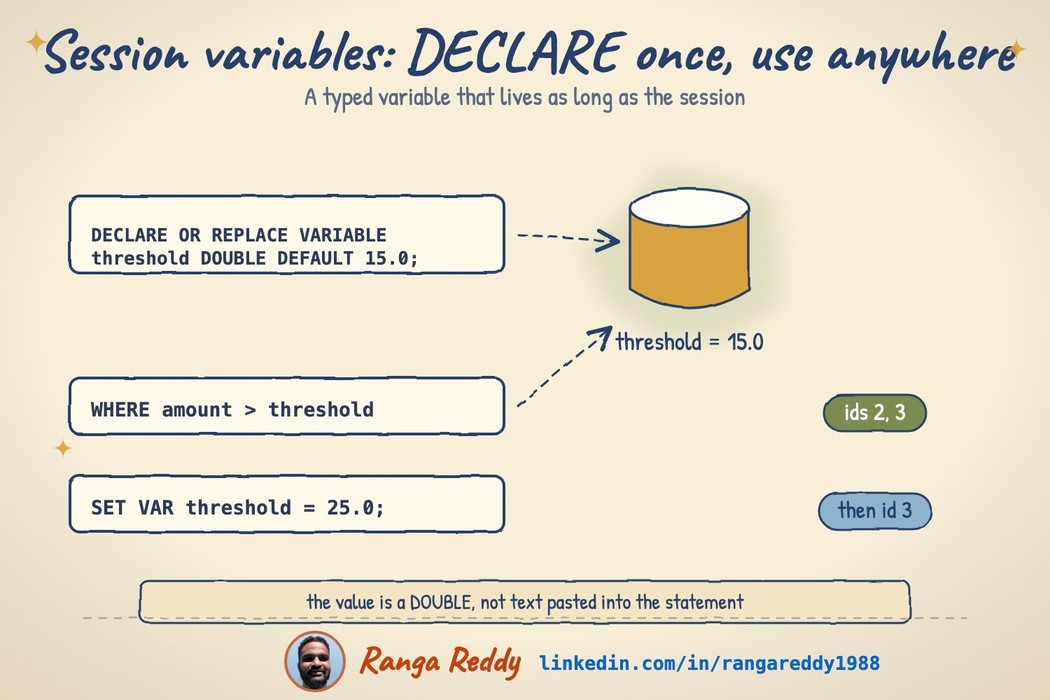 Session variables: DECLARE once, use anywhere
A typed variable that lives as long as the session
DECLARE OR REPLACE VARIABLE
threshold DOUBLE DEFAULT 15.0;
threshold = 15.0
WHERE amount > threshold
ids 2, 3
SET VAR threshold = 25.0;
then id 3
the value is a DOUBLE, not text pasted into the statement
Ranga Reddy linkedin.com/in/rangareddy1988